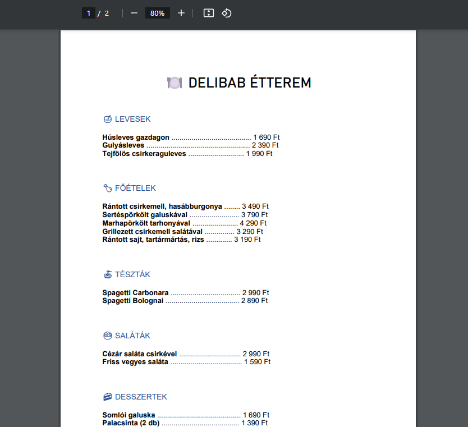 1 / 2 80%
DELIBAB ÉTTEREM
LEVESEK
Húsleves gazdagon ........................................ 1 690 Ft
Gulyásleves .................................................... 2 390 Ft
Tejfölös csirkeraguleves ............................ 1 990 Ft
FŐÉTELEK
Rántott csirkemell, hasábburgonya ........ 3 490 Ft
Sertéspörkölt galuskával ......................... 3 790 Ft
Marhapörkölt tarhonyával ........................ 4 290 Ft
Grillezett csirkemell salátával ............... 3 290 Ft
Rántott sajt, tartármártás, rizs ............. 3 190 Ft
TÉSZTÁK
Spagetti Carbonara ................................... 2 990 Ft
Spagetti Bolognai ..................................... 2 890 Ft
SALÁTÁK
Cézár saláta csirkével ............................... 2 990 Ft
Friss vegyes saláta .................................... 1 590 Ft
DESSZERTEK
Somlói galuska .......................................... 1 690 Ft
Palacsinta (2 db) ....................................... 1 390 Ft